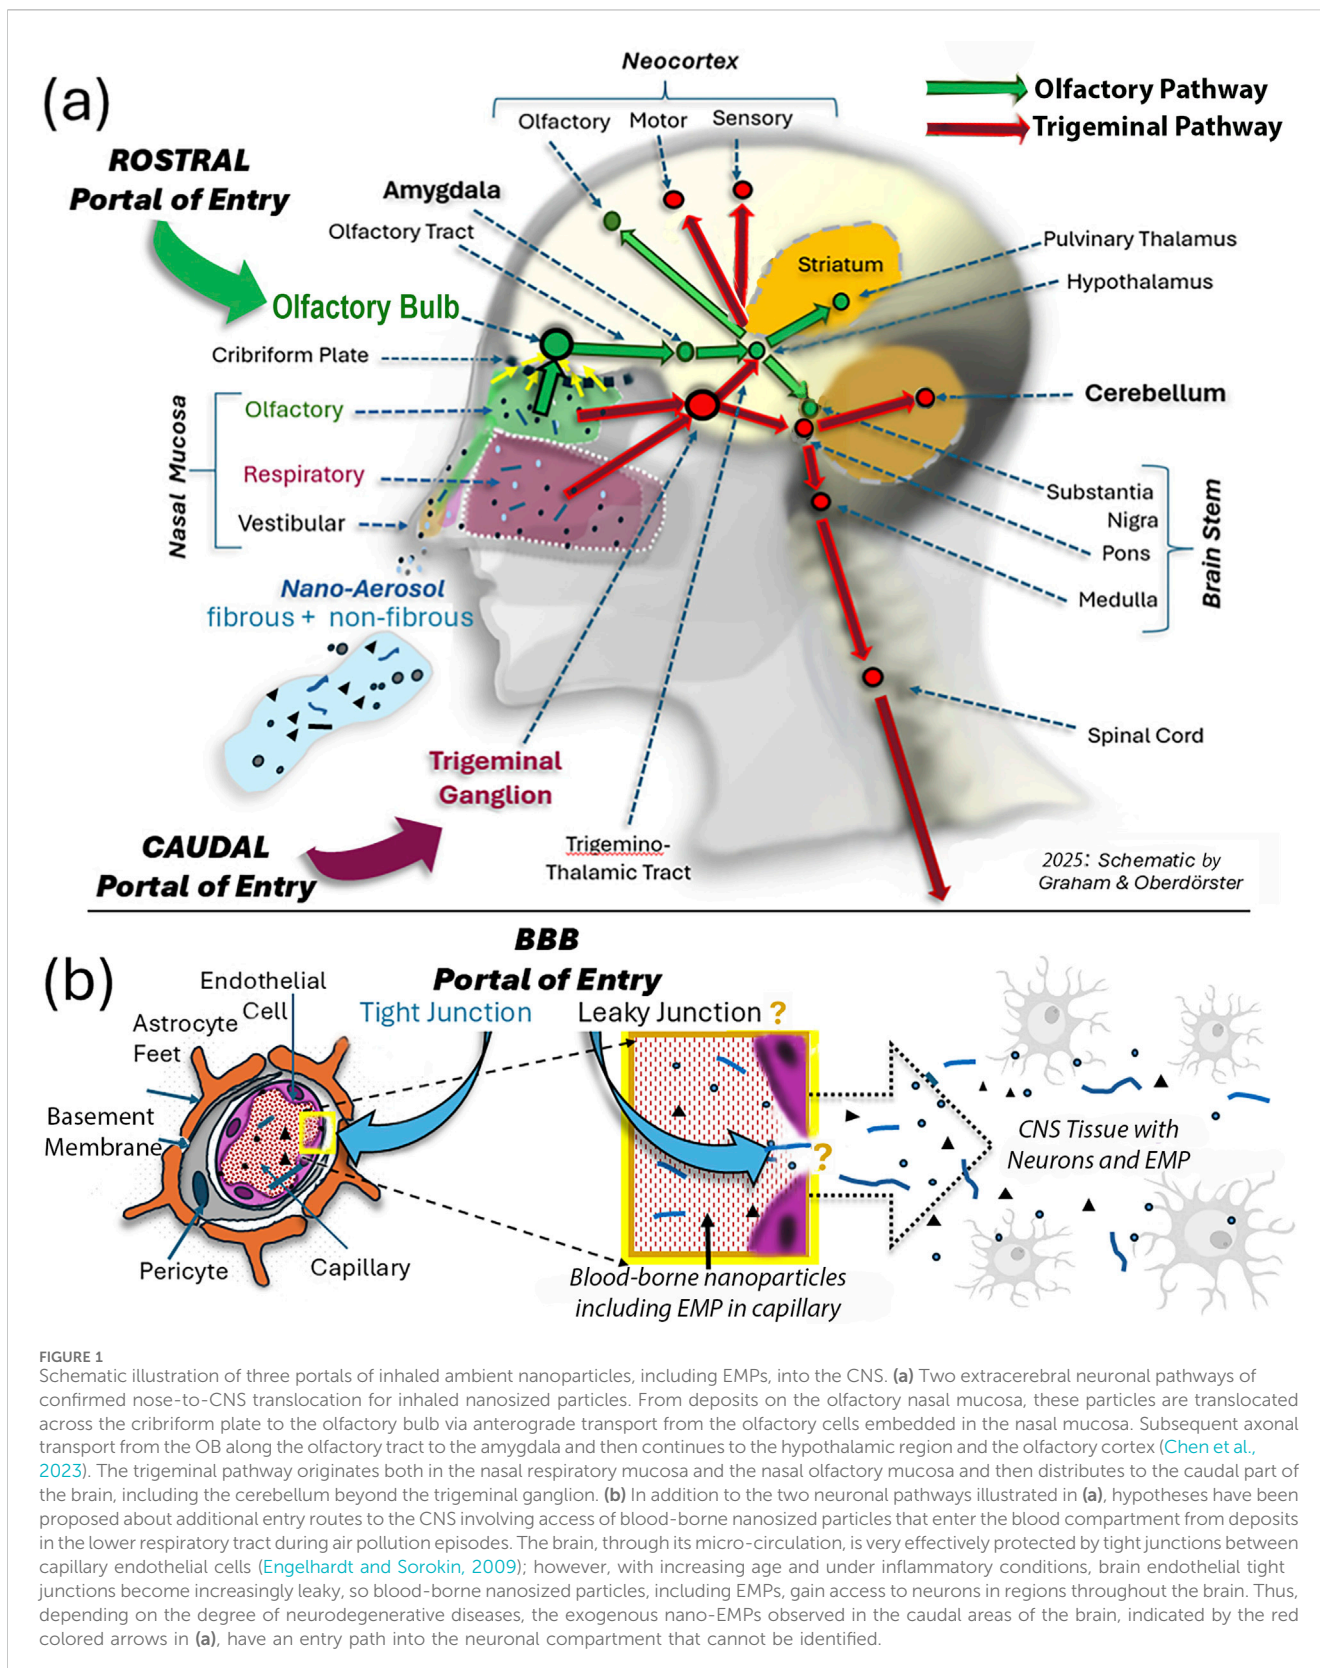 (a)
Neocortex
Olfactory Motor Sensory
Olfactory Pathway
Trigeminal Pathway
ROSTRAL
Portal of Entry
Amygdala
Olfactory Tract
Olfactory Bulb
Cribriform Plate
Nasal Mucosa
Olfactory
Respiratory
Vestibular
Striatum
Pulvinary Thalamus
Hypothalamus
Cerebellum
Substantia
Nigra
Pons
Medulla
Brain Stem
Spinal Cord
Nano-Aerosol
fibrous + non-fibrous
Trigeminal
Ganglion
CAUDAL
Portal of Entry
Trigemino-
Thalamic Tract
2025: Schematic by
Graham & Oberdörster
(b)
BBB
Portal of Entry
Tight Junction
Leaky Junction ?
Endothelial
Cell
Astrocyte
Feet
Basement
Membrane
Pericyte
Capillary
?
Blood-borne nanoparticles
including EMP in capillary
CNS Tissue with
Neurons and EMP
FIGURE 1
Schematic illustration of three portals of inhaled ambient nanoparticles, including EMPs, into the CNS. (a) Two extracerebral neuronal pathways of
confirmed nose-to-CNS translocation for inhaled nanosized particles. From deposits on the olfactory nasal mucosa, these particles are translocated
across the cribriform plate to the olfactory bulb via anterograde transport from the olfactory cells embedded in the nasal mucosa. Subsequent axonal
transport from the OB along the olfactory tract to the amygdala and then continues to the hypothalamic region and the olfactory cortex (Chen et al.,
2023). The trigeminal pathway originates both in the nasal respiratory mucosa and the nasal olfactory mucosa and then distributes to the caudal part of
the brain, including the cerebellum beyond the trigeminal ganglion. (b) In addition to the two neuronal pathways illustrated in (a), hypotheses have been
proposed about additional entry routes to the CNS involving access of blood-borne nanosized particles that enter the blood compartment from deposits
in the lower respiratory tract during air pollution episodes. The brain, through its micro-circulation, is very effectively protected by tight junctions between
capillary endothelial cells (Engelhardt and Sorokin, 2009); however, with increasing age and under inflammatory conditions, brain endothelial tight
junctions become increasingly leaky, so blood-borne nanosized particles, including EMPs, gain access to neurons in regions throughout the brain. Thus,
depending on the degree of neurodegenerative diseases, the exogenous nano-EMPs observed in the caudal areas of the brain, indicated by the red
colored arrows in (a), have an entry path into the neuronal compartment that cannot be identified.